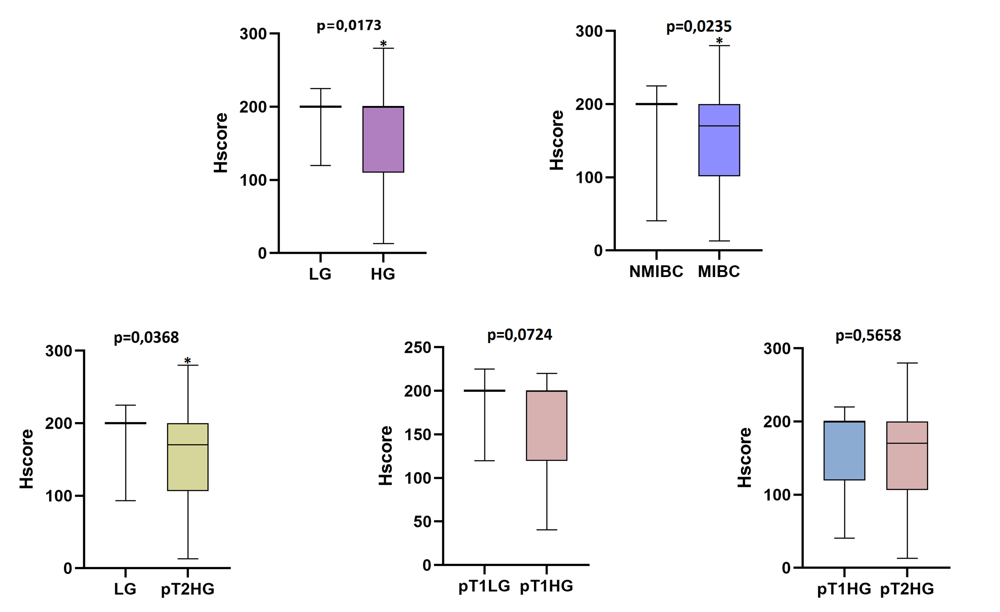 p=0,0173
300
200
100
0
Hscore
*
LG HG
p=0,0235
300
200
100
0
Hscore
*
NMIBC MIBC
p=0,0368
300
200
100
0
Hscore
*
LG pT2HG
p=0,0724
250
200
150
100
50
0
Hscore
pT1LG pT1HG
p=0,5658
300
200
100
0
Hscore
pT1HG pT2HG